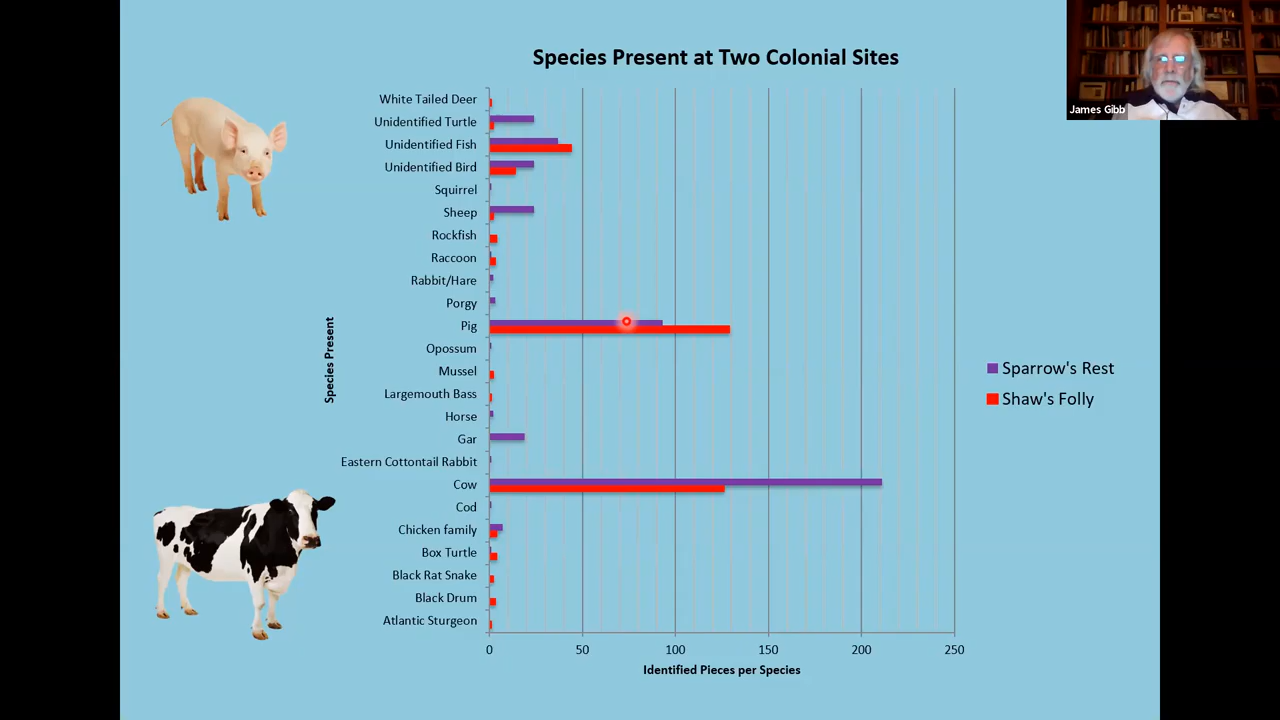 Species Present at Two Colonial Sites
James Gibb
White Tailed Deer
Unidentified Turtle
Unidentified Fish
Unidentified Bird
Squirrel
Sheep
Rockfish
Raccoon
Rabbit/Hare
Porgy
Pig
Opossum
Mussel
Largemouth Bass
Horse
Gar
Eastern Cottontail Rabbit
Cow
Cod
Chicken family
Box Turtle
Black Rat Snake
Black Drum
Atlantic Sturgeon
Species Present
0 50 100 150 200 250
Identified Pieces per Species
Sparrow's Rest
Shaw's Folly